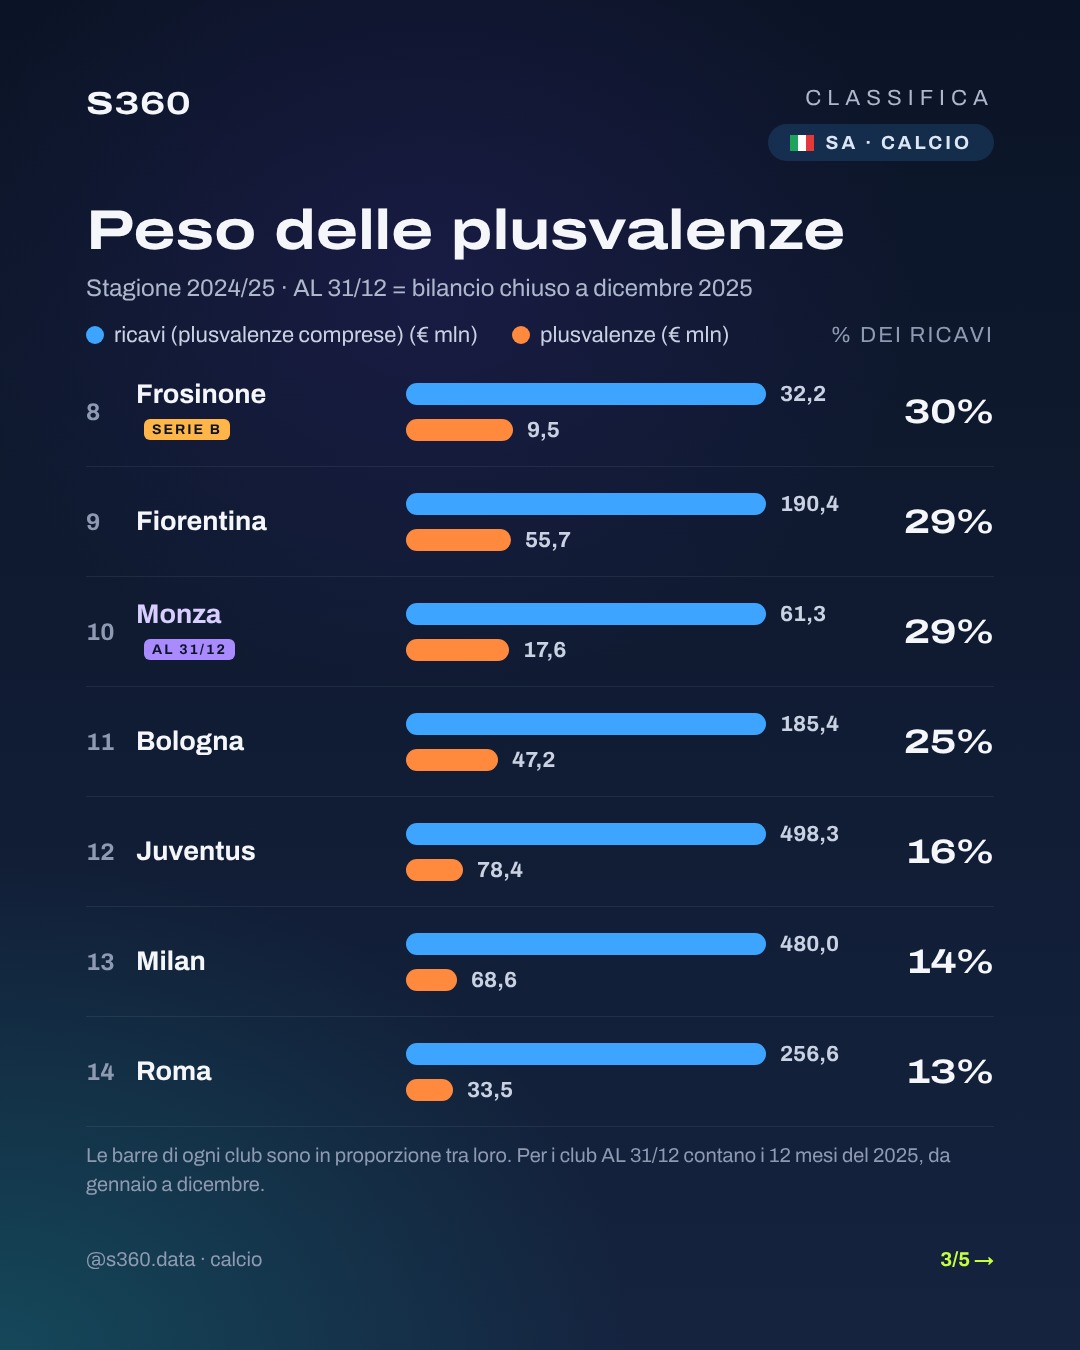 S360
CLASSIFICA
SA · CALCIO
Peso delle plusvalenze
Stagione 2024/25 · AL 31/12 = bilancio chiuso a dicembre 2025
ricavi (plusvalenze comprese) (€ mln)
plusvalenze (€ mln)
% DEI RICAVI
8
Frosinone
SERIE B
32,2
9,5
30%
9
Fiorentina
190,4
55,7
29%
10
Monza
AL 31/12
61,3
17,6
29%
11
Bologna
185,4
47,2
25%
12
Juventus
498,3
78,4
16%
13
Milan
480,0
68,6
14%
14
Roma
256,6
33,5
13%
Le barre di ogni club sono in proporzione tra loro. Per i club AL 31/12 contano i 12 mesi del 2025, da
gennaio a dicembre.
@s360.data · calcio
3/5 →